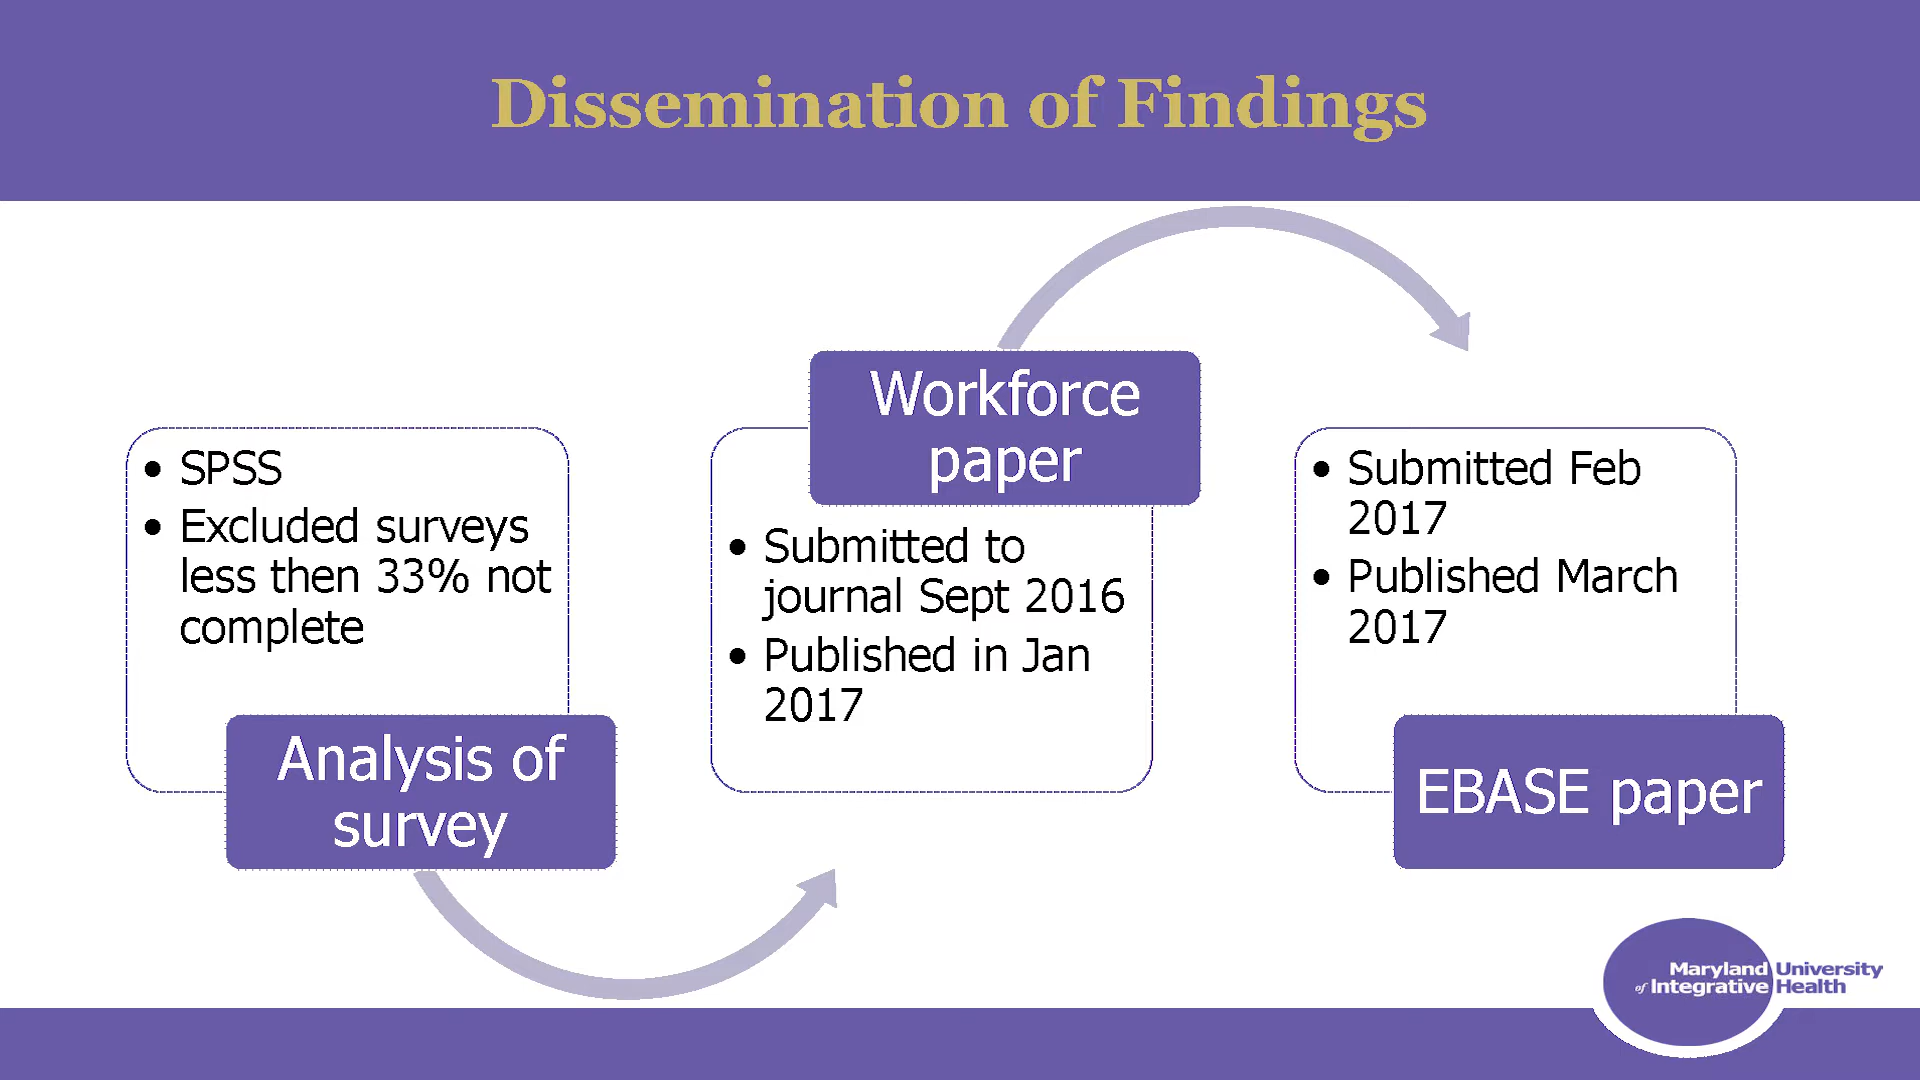 Dissemination of Findings
• SPSS
• Excluded surveys
less then 33% not
complete
Analysis of
survey
Workforce
paper
• Submitted to
journal Sept 2016
• Published in Jan
2017
• Submitted Feb
2017
• Published March
2017
EBASE paper
Maryland University
of Integrative Health